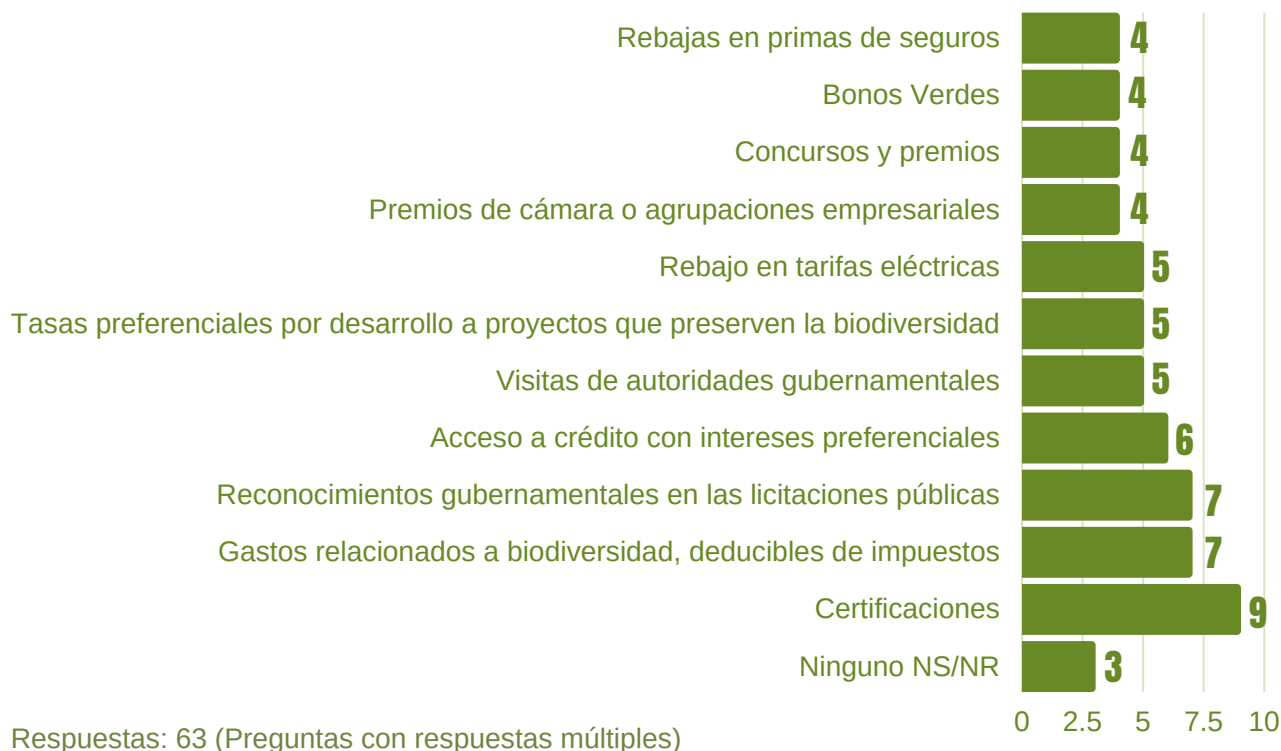 Rebajas en primas de seguros 4
Bonos Verdes 4
Concursos y premios 4
Premios de cámara o agrupaciones empresariales 4
Rebajo en tarifas eléctricas 5
Tasas preferenciales por desarrollo a proyectos que preserven la biodiversidad 5
Visitas de autoridades gubernamentales 5
Acceso a crédito con intereses preferenciales 6
Reconocimientos gubernamentales en las licitaciones públicas 7
Gastos relacionados a biodiversidad, deducibles de impuestos 7
Certificaciones 9
Ninguno NS/NR 3
0 2.5 5 7.5 10
Respuestas: 63 (Preguntas con respuestas múltiples)